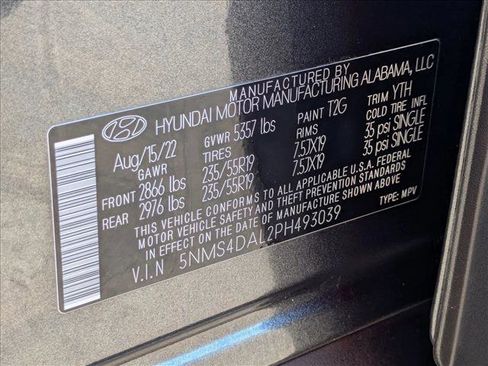 MANUFACTURED BY
HYUNDAI MOTOR MANUFACTURING ALABAMA, LLC
Aug/15/22 GVWR 5357 lbs PAINT T2G TRIM YTH
GAWR TIRES RIMS COLD TIRE INFL
FRONT 2866 lbs 235/55R19 7.5JX19 35 psi SINGLE
REAR 2976 lbs 235/55R19 7.5JX19 35 psi SINGLE
THIS VEHICLE CONFORMS TO ALL APPLICABLE U.S.A. FEDERAL
MOTOR VEHICLE SAFETY AND THEFT PREVENTION STANDARDS
IN EFFECT ON THE DATE OF MANUFACTURE SHOWN ABOVE.
V.I.N 5NMS4DAL2PH493039 TYPE: MPV